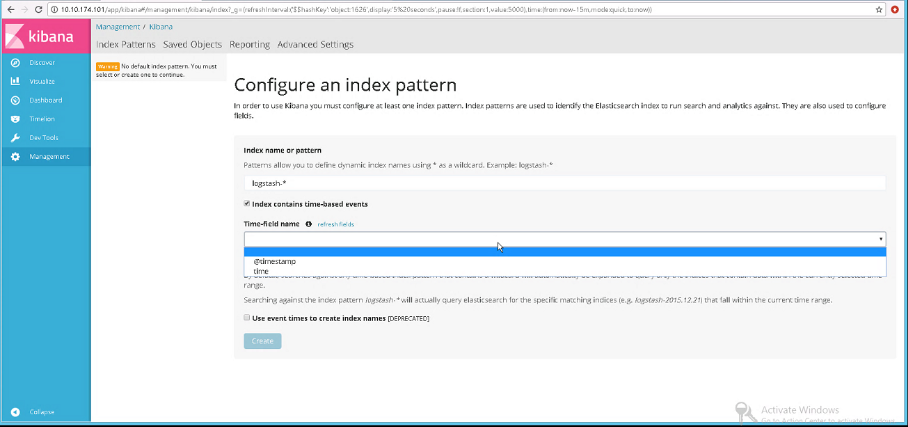 10.10.174.101/app/kibana#/management/kibana/index?_g=(refreshInterval:('$$hashKey':'object:1626',display:'5%20seconds',pause:!f,section:1,value:5000),time:(from:now-15m,mode:quick,to:now))
kibana
Management / Kibana
Index Patterns Saved Objects Reporting Advanced Settings
Discover
Visualize
Dashboard
Timelion
Dev Tools
Management
Collapse
Warning No default index pattern. You must
select or create one to continue.
Configure an index pattern
In order to use Kibana you must configure at least one index pattern. Index patterns are used to identify the Elasticsearch index to run search and analytics against. They are also used to configure
fields.
Index name or pattern
Patterns allow you to define dynamic index names using * as a wildcard. Example: logstash-*
logstash-*
Index contains time-based events
Time-field name refresh fields
@timestamp
time
range.
Searching against the index pattern logstash-* will actually query elasticsearch for the specific matching indices (e.g. logstash-2015.12.21) that fall within the current time range.
Use event times to create index names [DEPRECATED]
Create
Activate Windows
Go to Action Center to activate Windows.